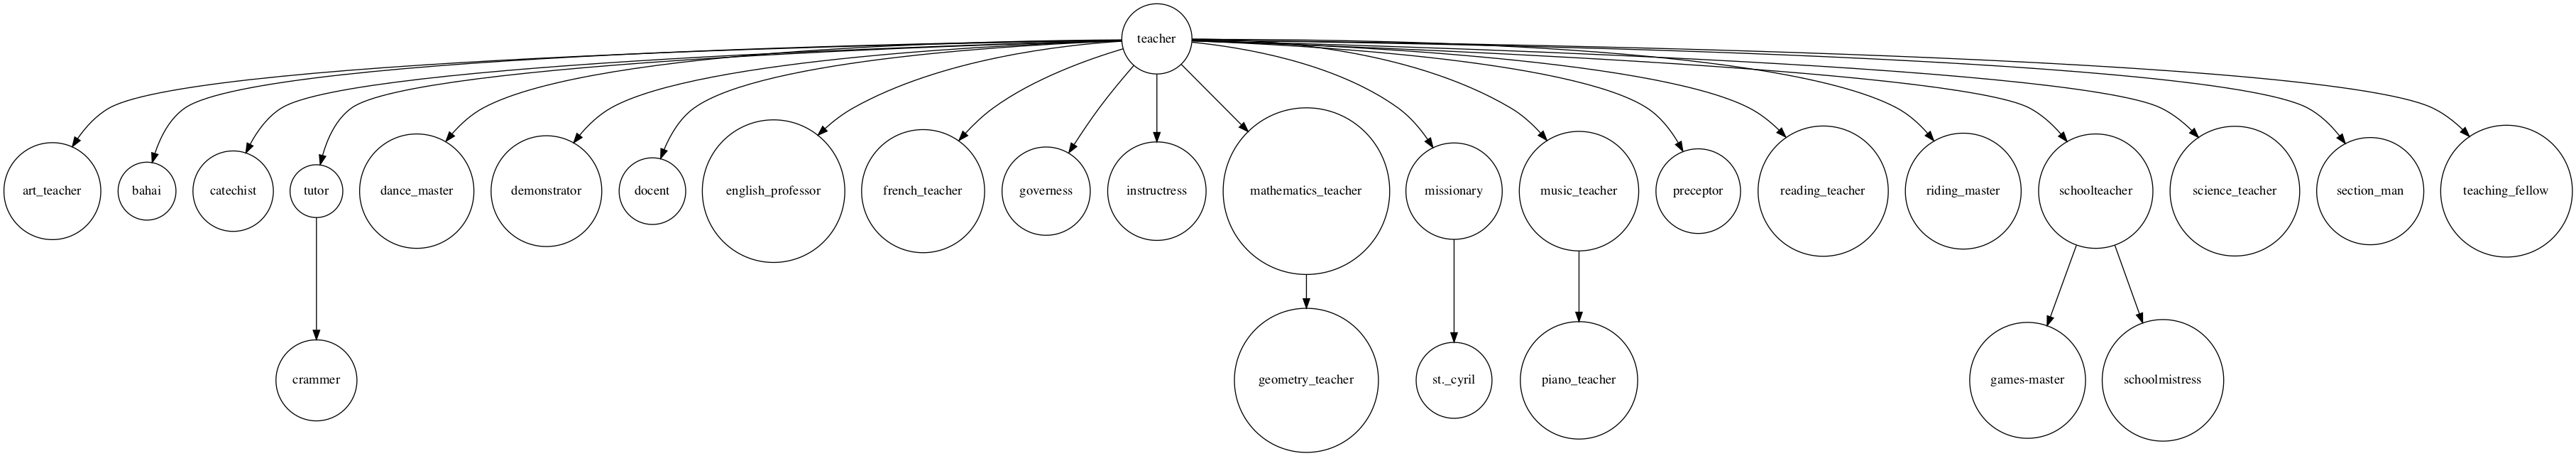 teacher
art_teacher
bahai
catechist
tutor
dance_master
demonstrator
docent
english_professor
french_teacher
governess
instructress
mathematics_teacher
missionary
music_teacher
preceptor
reading_teacher
riding_master
schoolteacher
science_teacher
section_man
teaching_fellow
crammer
geometry_teacher
st._cyril
piano_teacher
games-master
schoolmistress